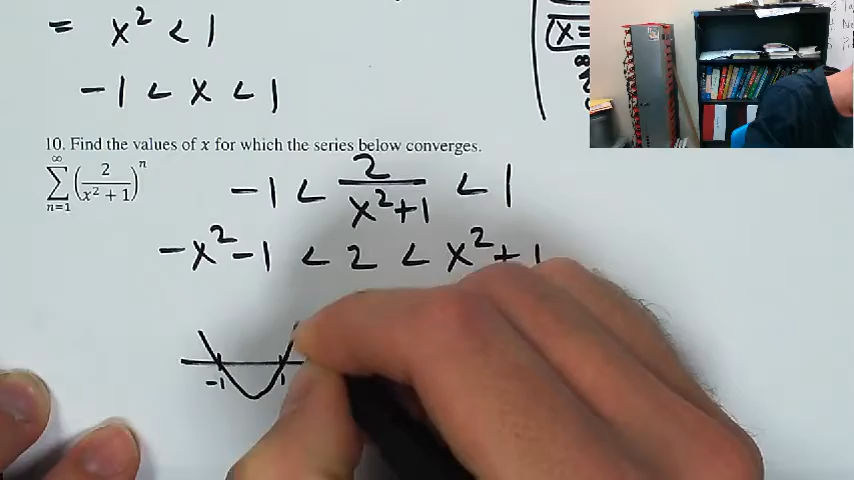 = x² < 1
-1 < x < 1
x =
∞
10. Find the values of x for which the series below converges.
∞
∑ (2/(x² + 1))ⁿ
n=1
-1 < 2/(x²+1) < 1
-x²-1 < 2 < x²+1
-1 1